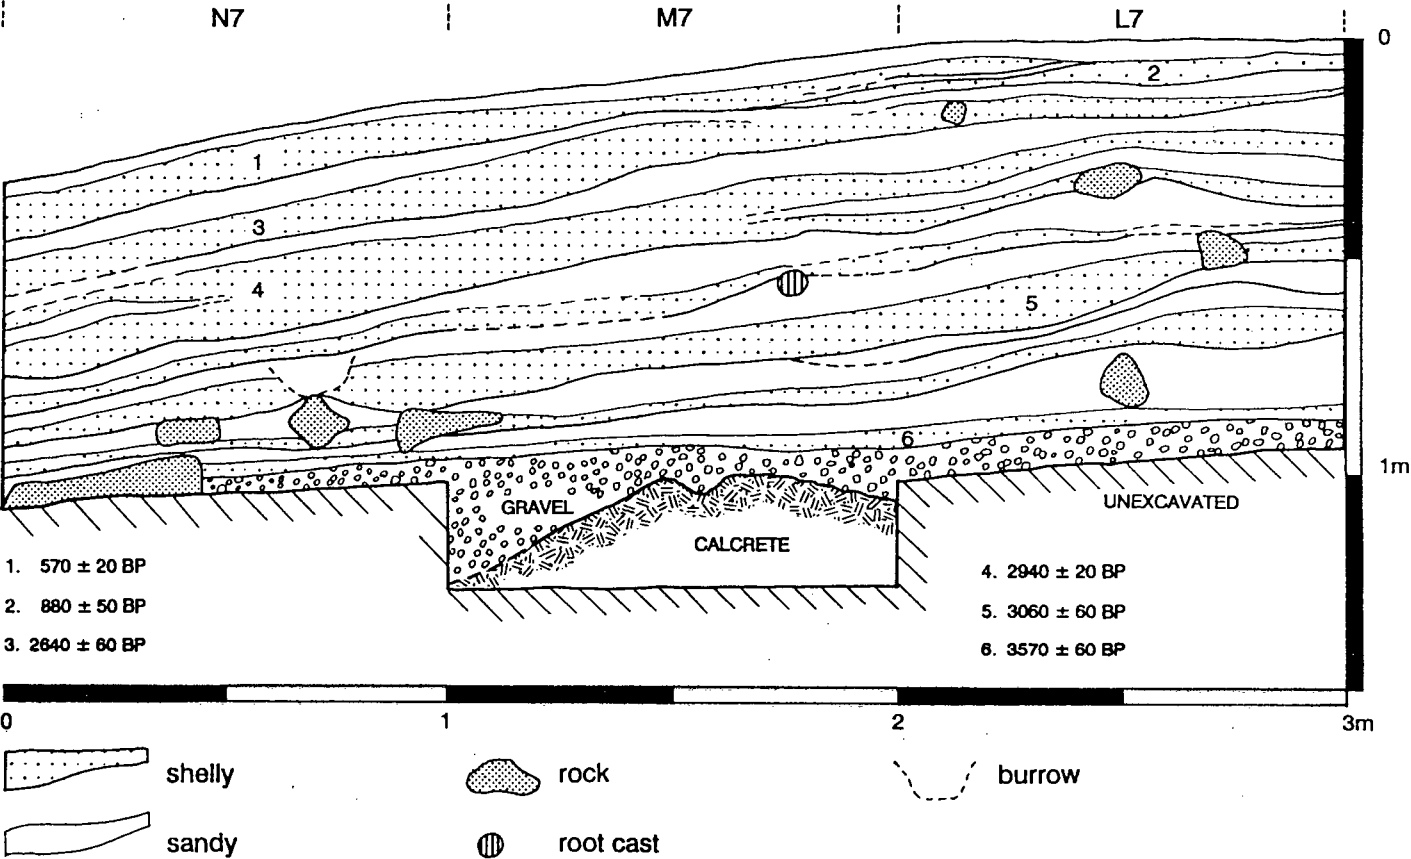 N7 M7 L7
0
2
1
3
4
5
6
1m
GRAVEL
UNEXCAVATED
CALCRETE
1. 570 ± 20 BP
2. 880 ± 50 BP
3. 2640 ± 60 BP
4. 2940 ± 20 BP
5. 3060 ± 60 BP
6. 3570 ± 60 BP
0 1 2 3m
shelly rock burrow
sandy root cast